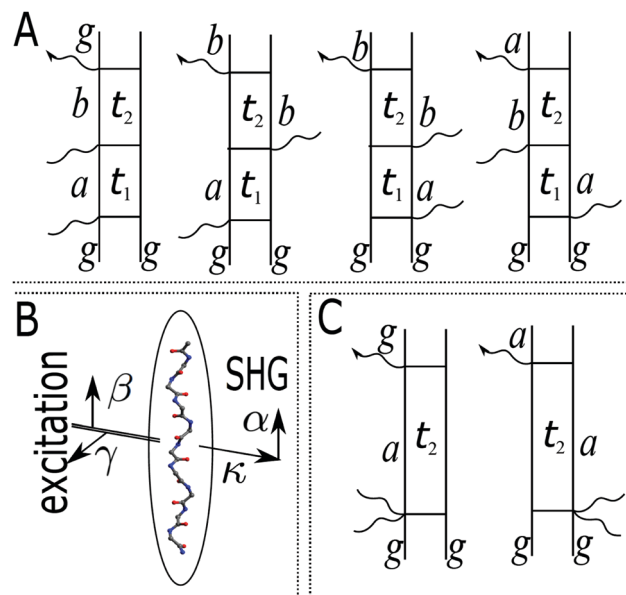 A
g b b a
b t₂ t₂ b t₂ b b t₂
a t₁ a t₁ t₁ a t₁ a
g g g g g g g g
B
excitation
β
γ
SHG
α
κ
C
g a
a t₂ t₂ a
g g g g